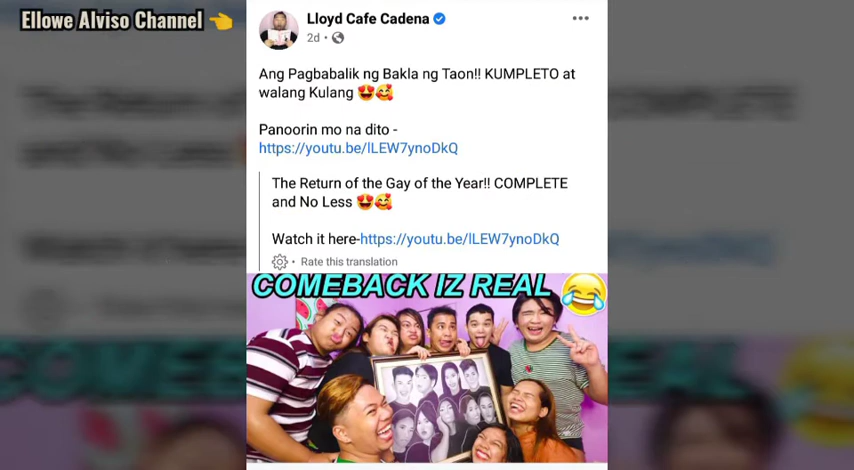 Ellowe Alviso Channel 👈
Lloyd Cafe Cadena
2d •
Ang Pagbabalik ng Bakla ng Taon!! KUMPLETO at
walang Kulang 😍🥰
Panoorin mo na dito -
https://youtu.be/lLEW7ynoDkQ
The Return of the Gay of the Year!! COMPLETE
and No Less 😍🥰
Watch it here-https://youtu.be/lLEW7ynoDkQ
• Rate this translation
COMEBACK IZ REAL 😂